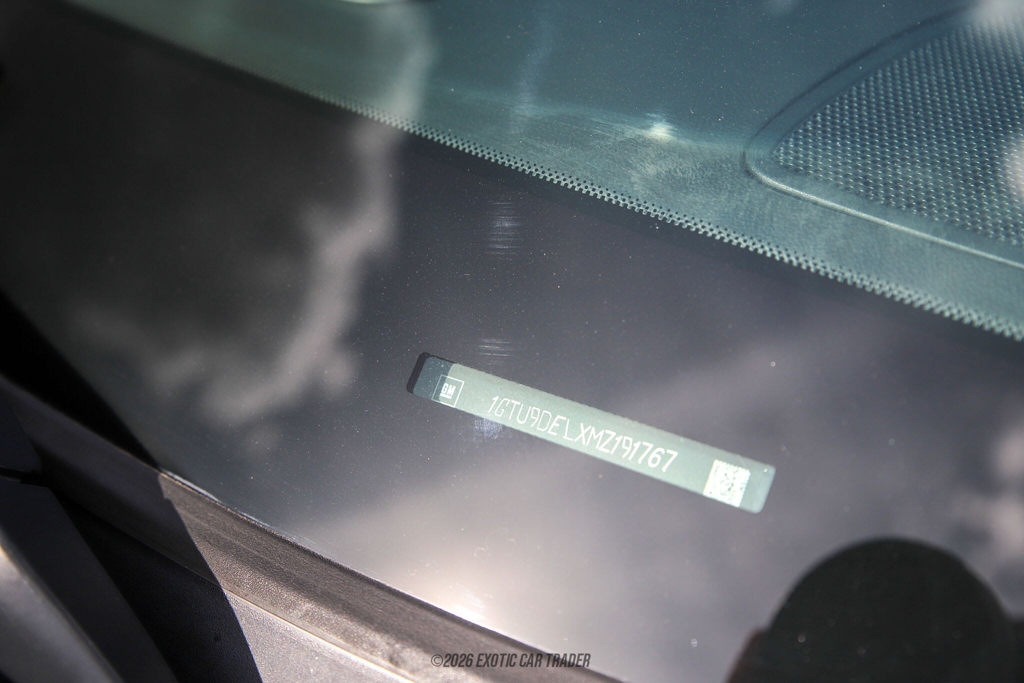 GM
1GTU9DELXMZ191767
©2026 EXOTIC CAR TRADER